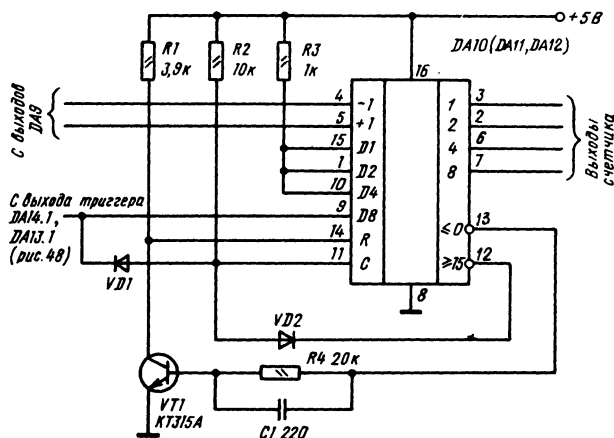 +5В
R1
3,9к
R2
10к
R3
1к
DA10(DA11,DA12)
16
С выходов
DA9
4
-1
5
+1
15
D1
1
D2
10
D4
9
D8
14
R
11
C
1
3
2
2
4
6
8
7
≤0
13
≥15
12
Выходы
счетчика
С выхода триггера
DA14.1,
DA13.1
(рис.48)
VD1
8
VD2
R4 20к
VT1
КТ315А
C1 220